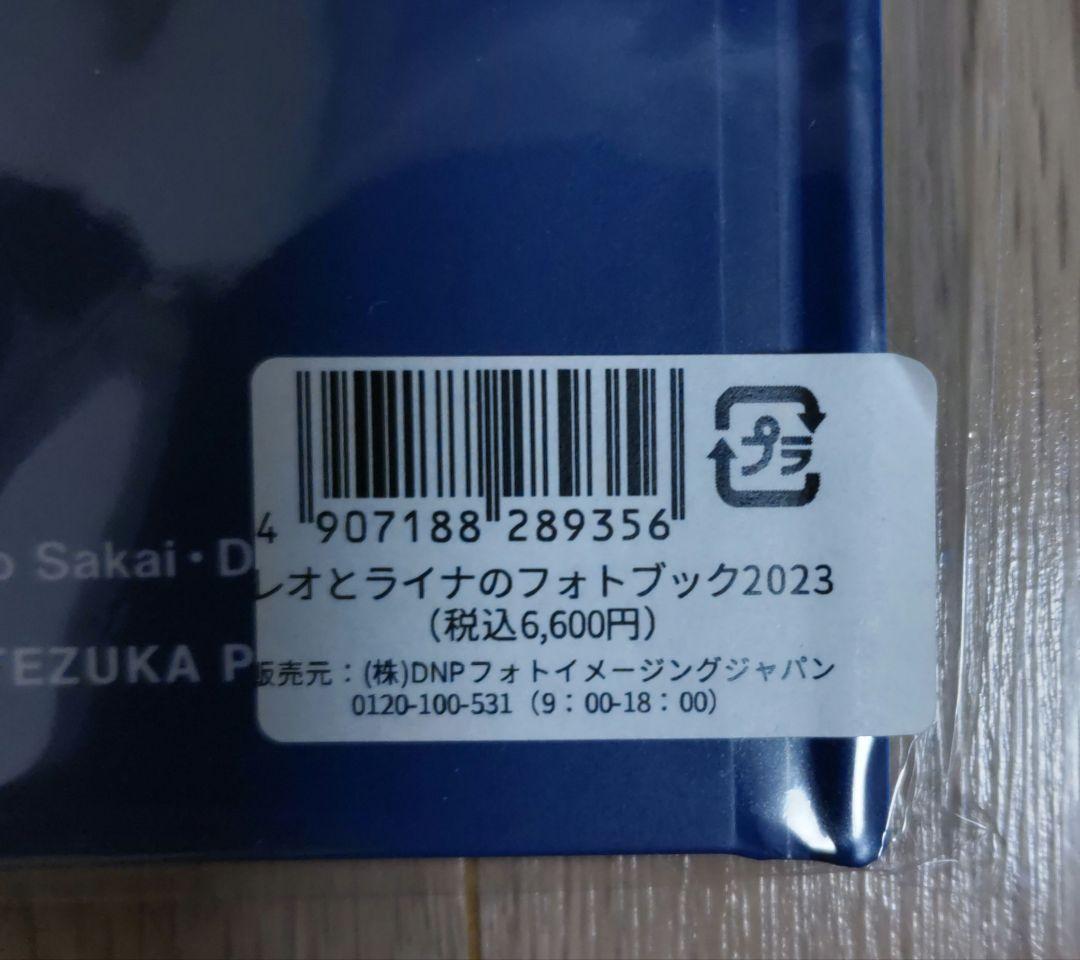 4 907188 289356
プラ
o Sakai・D
レオとライナのフォトブック2023
（税込6,600円）
TEZUKA P
販売元：(株)DNPフォトイメージングジャパン
0120-100-531（9：00-18：00）